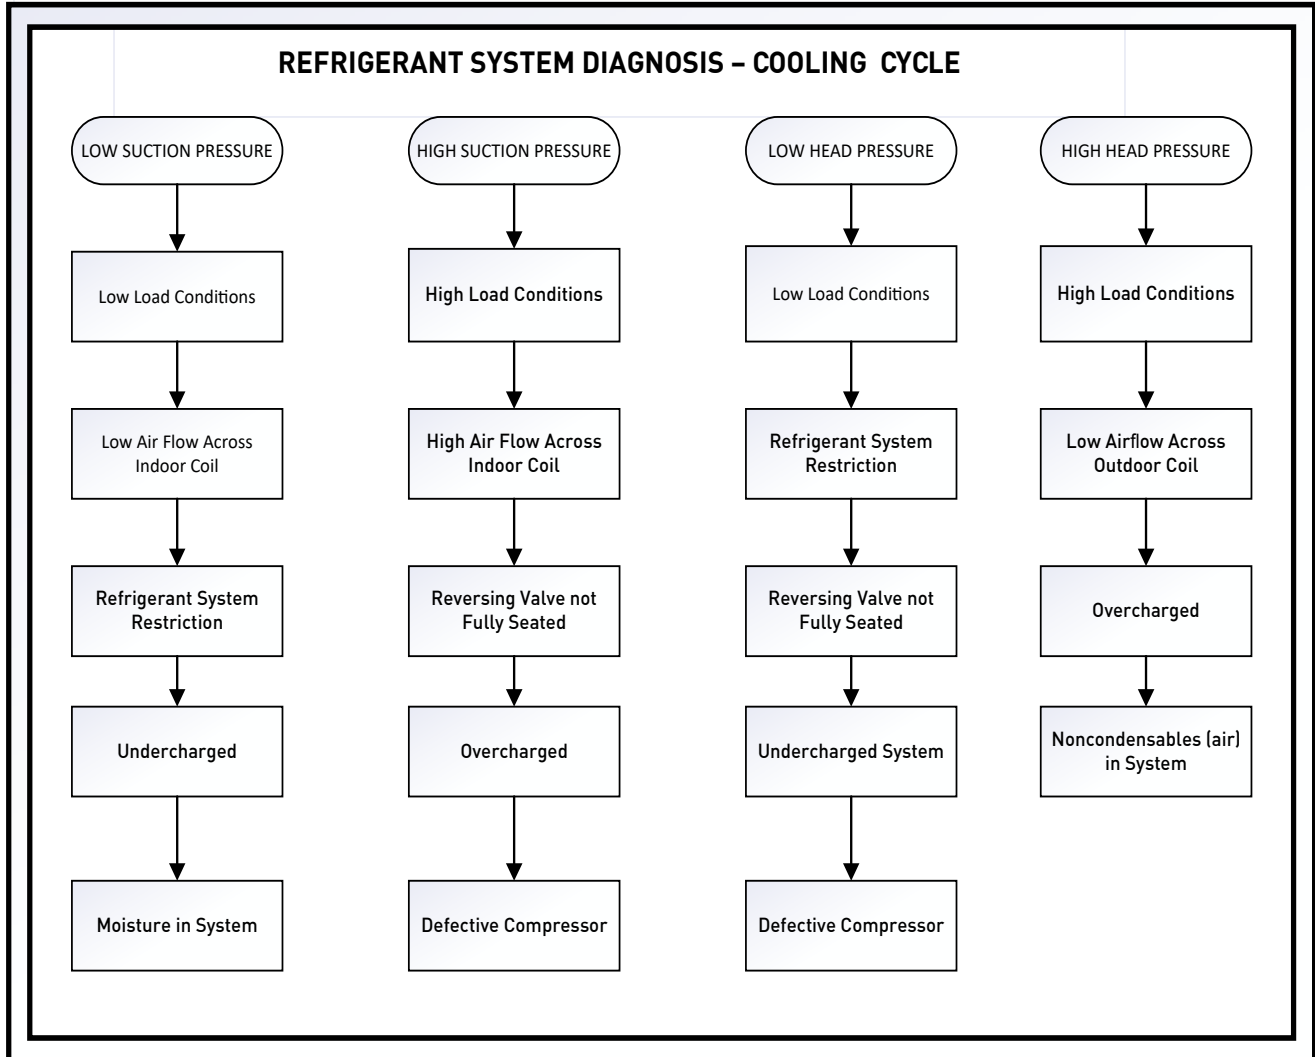 REFRIGERANT SYSTEM DIAGNOSIS – COOLING CYCLE
LOW SUCTION PRESSURE
Low Load Conditions
Low Air Flow Across
Indoor Coil
Refrigerant System
Restriction
Undercharged
Moisture in System
HIGH SUCTION PRESSURE
High Load Conditions
High Air Flow Across
Indoor Coil
Reversing Valve not
Fully Seated
Overcharged
Defective Compressor
LOW HEAD PRESSURE
Low Load Conditions
Refrigerant System
Restriction
Reversing Valve not
Fully Seated
Undercharged System
Defective Compressor
HIGH HEAD PRESSURE
High Load Conditions
Low Airflow Across
Outdoor Coil
Overcharged
Noncondensables (air)
in System